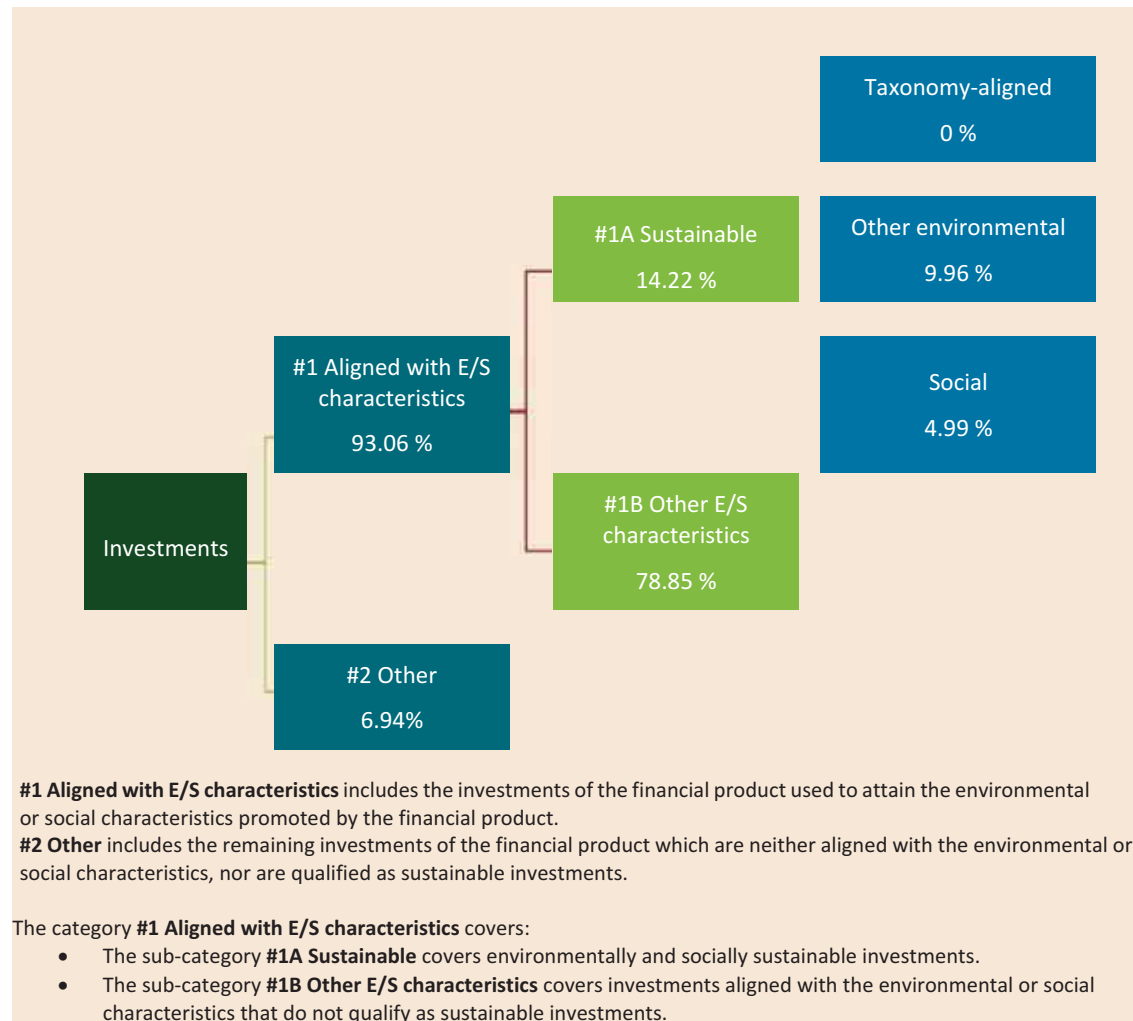 Taxonomy-aligned
0 %
#1A Sustainable
14.22 %
Other environmental
9.96 %
#1 Aligned with E/S
characteristics
93.06 %
Social
4.99 %
Investments
#1B Other E/S
characteristics
78.85 %
#2 Other
6.94%
#1 Aligned with E/S characteristics includes the investments of the financial product used to attain the environmental
or social characteristics promoted by the financial product.
#2 Other includes the remaining investments of the financial product which are neither aligned with the environmental or
social characteristics, nor are qualified as sustainable investments.
The category #1 Aligned with E/S characteristics covers:
• The sub-category #1A Sustainable covers environmentally and socially sustainable investments.
• The sub-category #1B Other E/S characteristics covers investments aligned with the environmental or social
characteristics that do not qualify as sustainable investments.